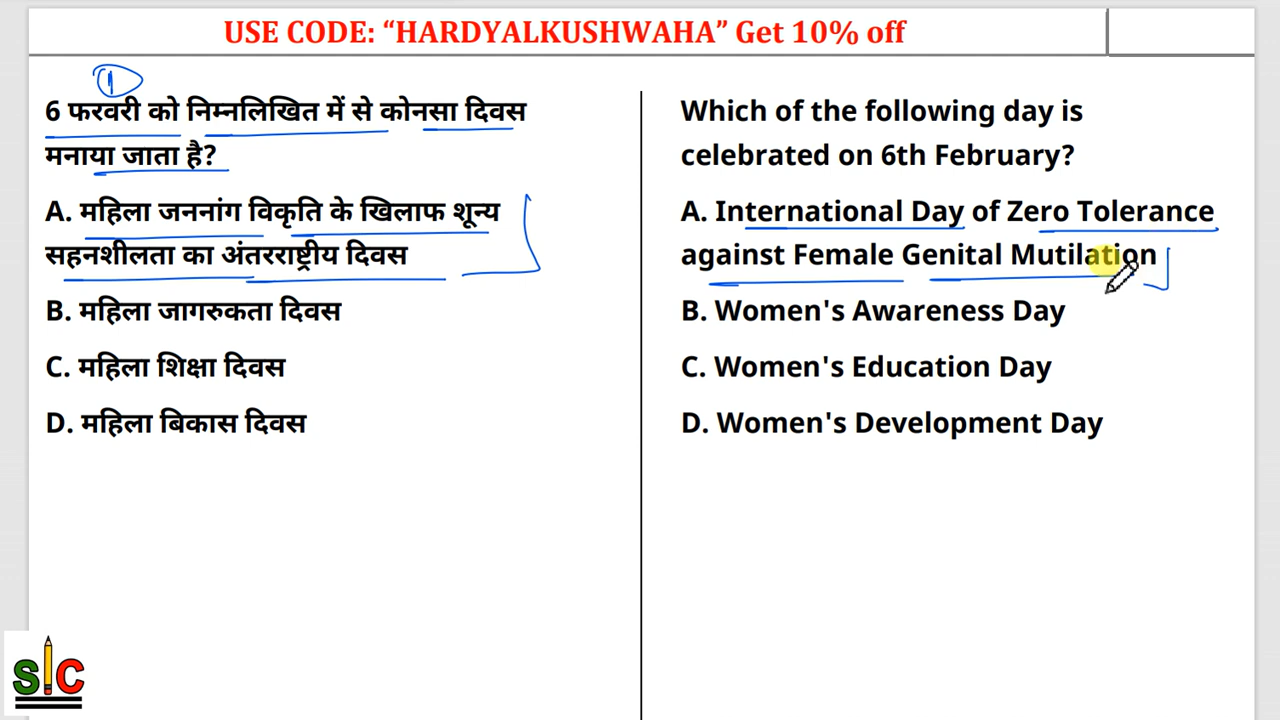 USE CODE: “HARDYALKUSHWAHA” Get 10% off
1
6 फरवरी को निम्नलिखित में से कोनसा दिवस
मनाया जाता है?
A. महिला जननांग विकृति के खिलाफ शून्य
सहनशीलता का अंतरराष्ट्रीय दिवस
B. महिला जागरुकता दिवस
C. महिला शिक्षा दिवस
D. महिला बिकास दिवस
Which of the following day is
celebrated on 6th February?
A. International Day of Zero Tolerance
against Female Genital Mutilation
B. Women's Awareness Day
C. Women's Education Day
D. Women's Development Day
SIC